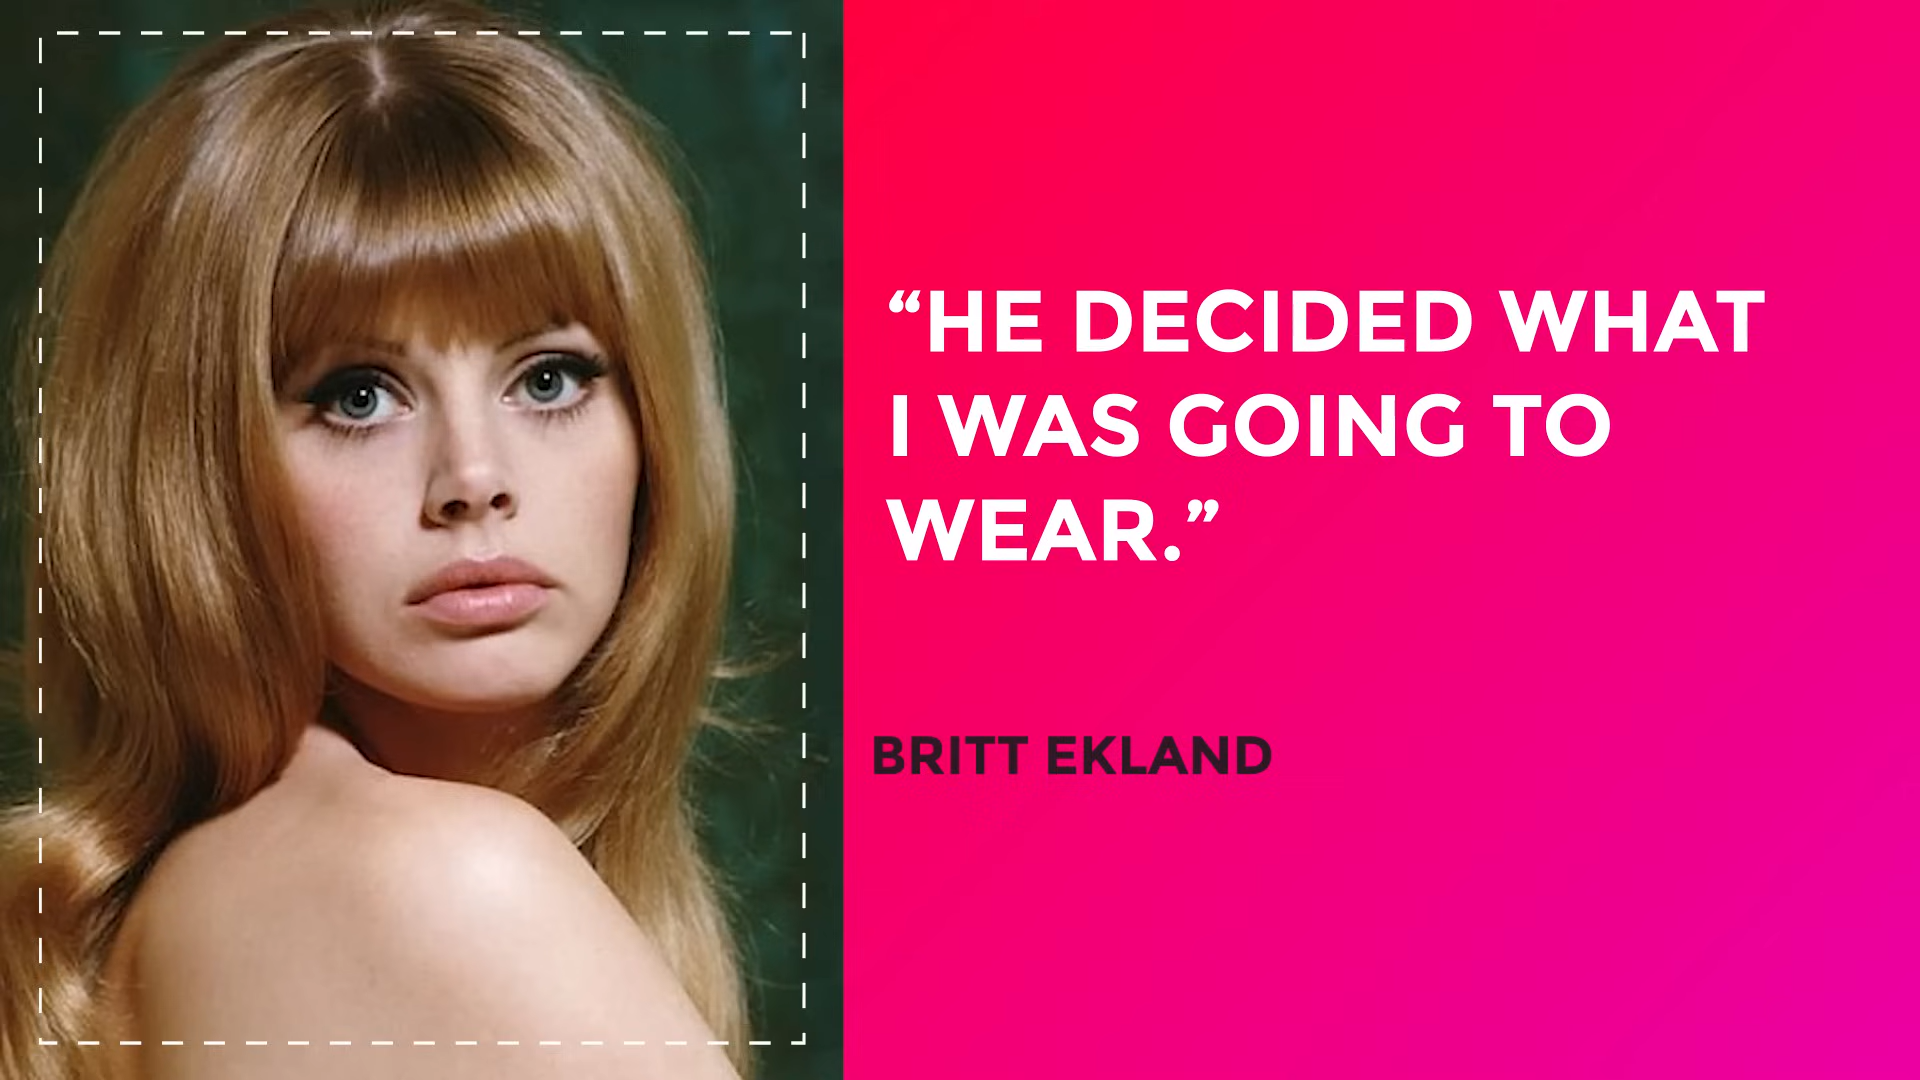 “HE DECIDED WHAT
I WAS GOING TO
WEAR.”
BRITT EKLAND